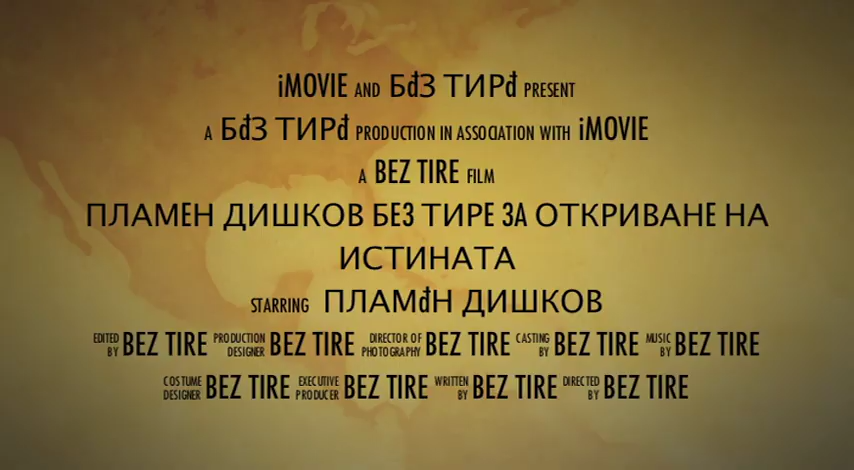 iMOVIE AND БđЗ ТИРđ PRESENT
A БđЗ ТИРđ PRODUCTION IN ASSOCIATION WITH iMOVIE
A BEZ TIRE FILM
ПЛАМЕН ДИШКОВ БЕЗ ТИРЕ ЗА ОТКРИВАНЕ НА
ИСТИНАТА
STARRING ПЛАМđН ДИШКОВ
EDITED BY BEZ TIRE PRODUCTION DESIGNER BEZ TIRE DIRECTOR OF PHOTOGRAPHY BEZ TIRE CASTING BY BEZ TIRE MUSIC BY BEZ TIRE
COSTUME DESIGNER BEZ TIRE EXECUTIVE PRODUCER BEZ TIRE WRITTEN BY BEZ TIRE DIRECTED BY BEZ TIRE